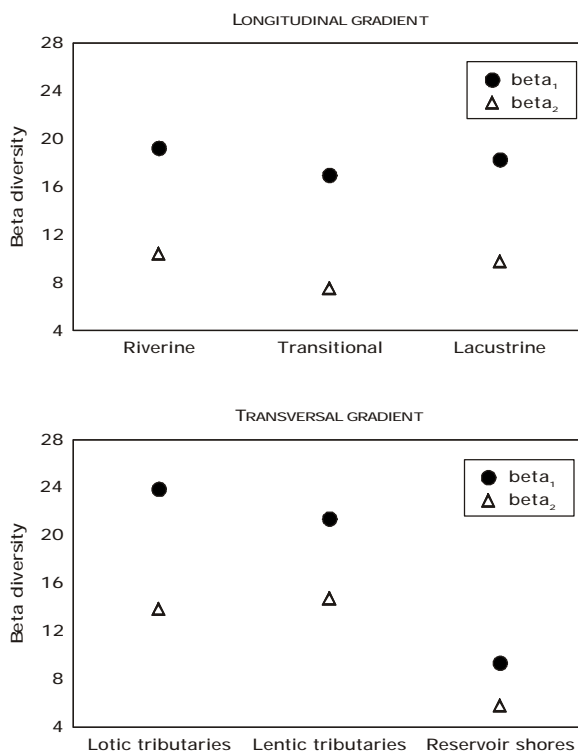 LONGITUDINAL GRADIENT
28
24
20
16
12
8
4
Beta diversity
beta₁
beta₂
Riverine Transitional Lacustrine
TRANSVERSAL GRADIENT
28
24
20
16
12
8
4
Beta diversity
beta₁
beta₂
Lotic tributaries Lentic tributaries Reservoir shores